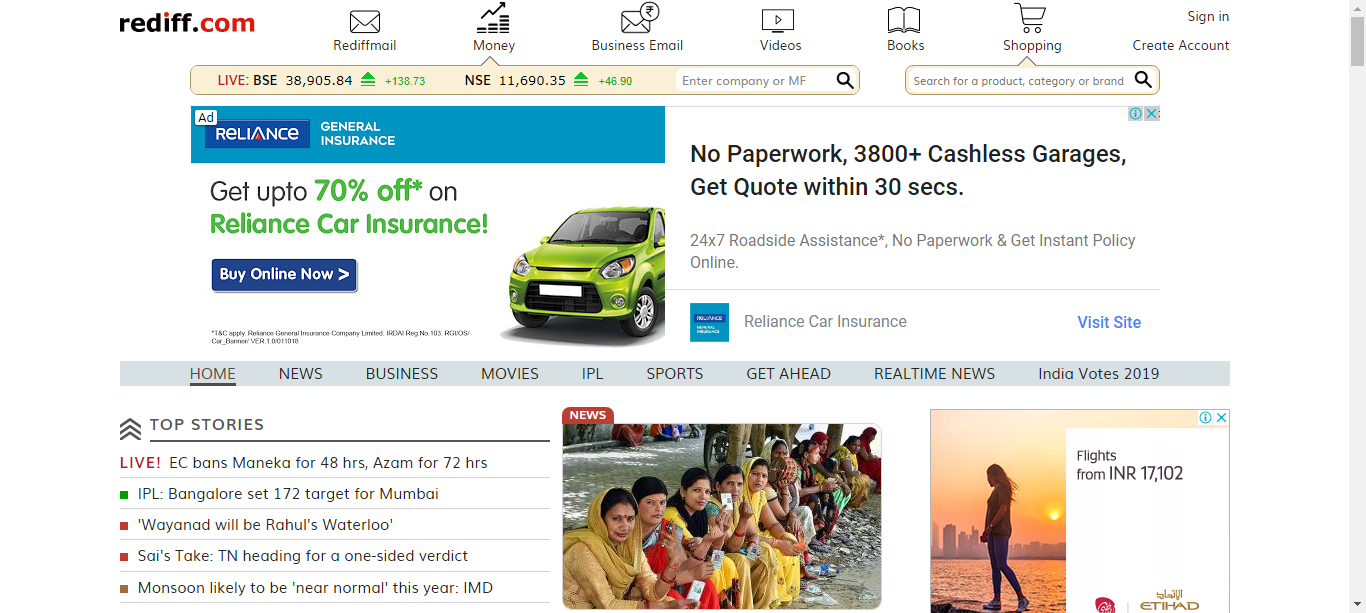 rediff.com
Rediffmail
Money
Business Email
Videos
Books
Shopping
Sign in
Create Account
LIVE: BSE 38,905.84 +138.73 NSE 11,690.35 +46.90
Enter company or MF
Search for a product, category or brand
Ad
RELIANCE
GENERAL
INSURANCE
Get upto 70% off* on
Reliance Car Insurance!
Buy Online Now >
*T&C apply. Reliance General Insurance Company Limited. IRDAI Reg.No.103. RGI/OS/
Car_Banner/ VER.1.0/011018
No Paperwork, 3800+ Cashless Garages,
Get Quote within 30 secs.
24x7 Roadside Assistance*, No Paperwork & Get Instant Policy
Online.
RELIANCE
GENERAL
INSURANCE
Reliance Car Insurance
Visit Site
HOME NEWS BUSINESS MOVIES IPL SPORTS GET AHEAD REALTIME NEWS India Votes 2019
TOP STORIES
LIVE! EC bans Maneka for 48 hrs, Azam for 72 hrs
IPL: Bangalore set 172 target for Mumbai
'Wayanad will be Rahul's Waterloo'
Sai's Take: TN heading for a one-sided verdict
Monsoon likely to be 'near normal' this year: IMD
NEWS
Flights
from INR 17,102
الإتحاد
ETIHAD